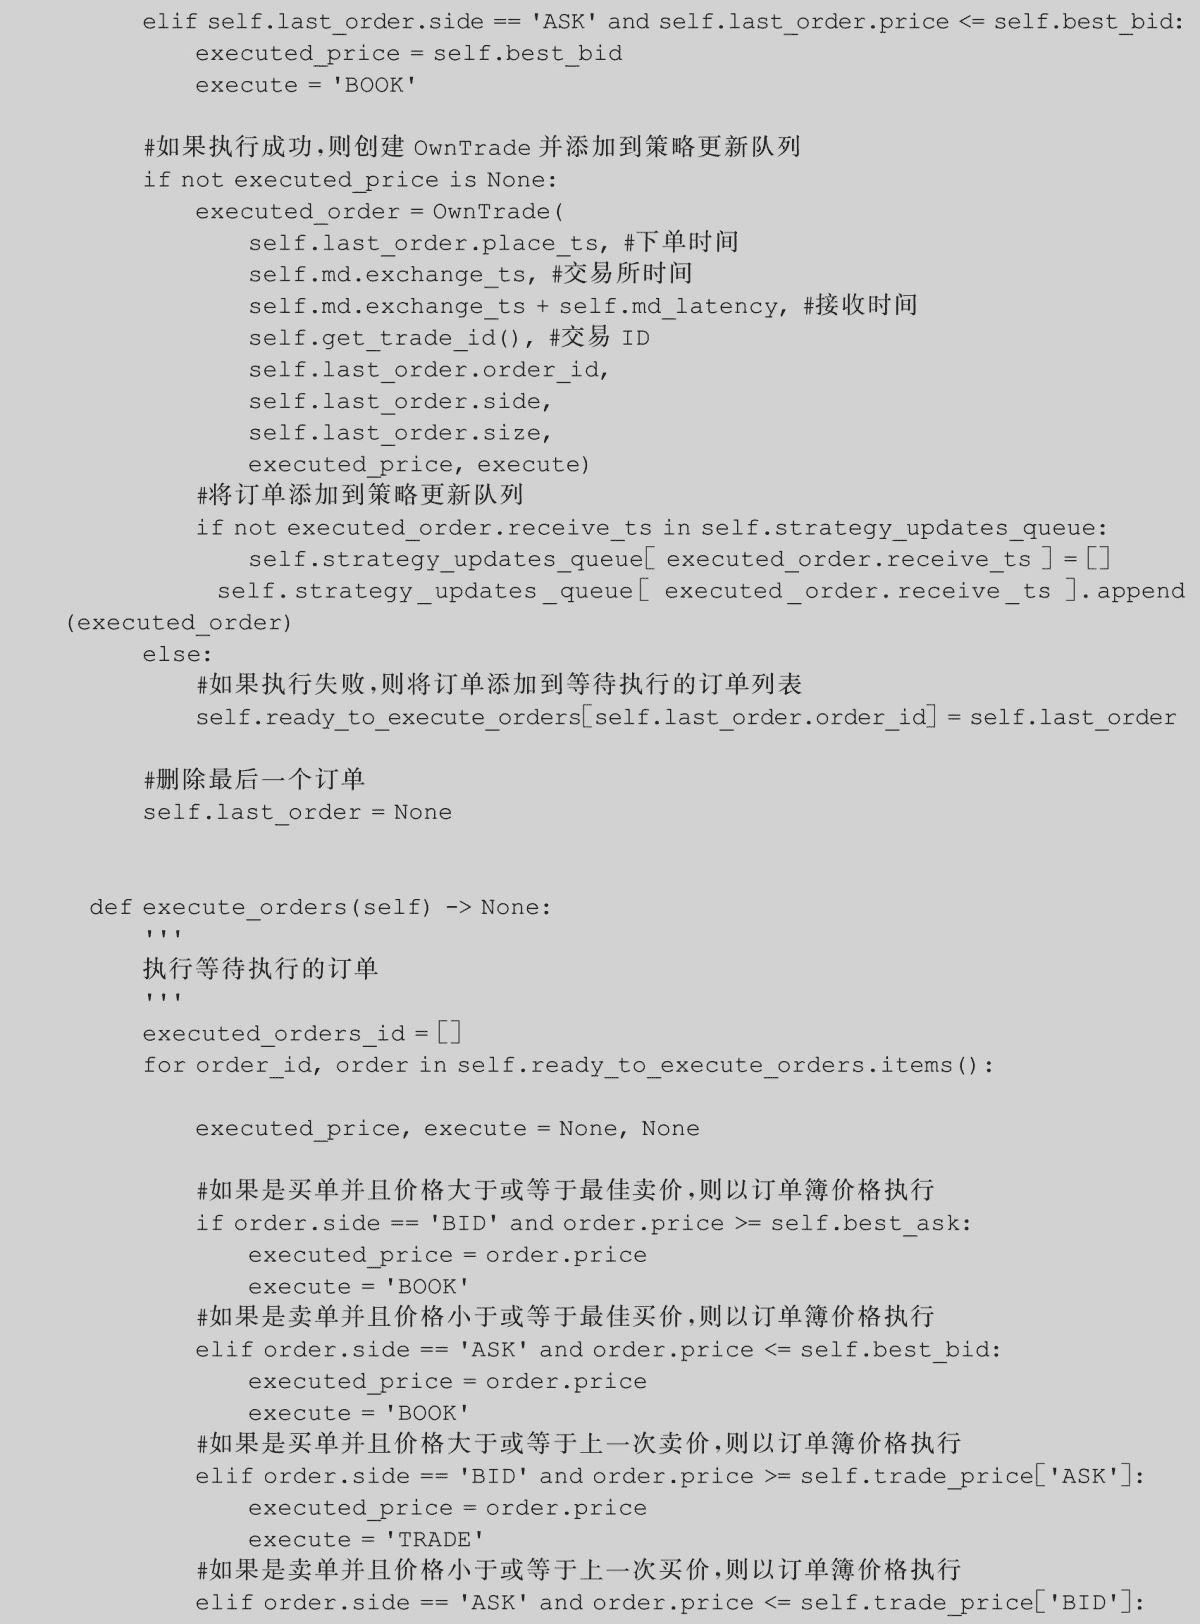 elif self.last_order.side == 'ASK' and self.last_order.price <= self.best_bid:
executed_price = self.best_bid
execute = 'BOOK'
#如果执行成功,则创建 OwnTrade 并添加到策略更新队列
if not executed_price is None:
executed_order = OwnTrade(
self.last_order.place_ts, #下单时间
self.md.exchange_ts, #交易所时间
self.md.exchange_ts + self.md_latency, #接收时间
self.get_trade_id(), #交易 ID
self.last_order.order_id,
self.last_order.side,
self.last_order.size,
executed_price, execute)
#将订单添加到策略更新队列
if not executed_order.receive_ts in self.strategy_updates_queue:
self.strategy_updates_queue[ executed_order.receive_ts ] = []
self.strategy_updates_queue[ executed_order.receive_ts ].append
(executed_order)
else:
#如果执行失败,则将订单添加到等待执行的订单列表
self.ready_to_execute_orders[self.last_order.order_id] = self.last_order
#删除最后一个订单
self.last_order = None
def execute_orders(self) -> None:
'''
执行等待执行的订单
'''
executed_orders_id = []
for order_id, order in self.ready_to_execute_orders.items():
executed_price, execute = None, None
#如果是买单并且价格大于或等于最佳卖价,则以订单簿价格执行
if order.side == 'BID' and order.price >= self.best_ask:
executed_price = order.price
execute = 'BOOK'
#如果是卖单并且价格小于或等于最佳买价,则以订单簿价格执行
elif order.side == 'ASK' and order.price <= self.best_bid:
executed_price = order.price
execute = 'BOOK'
#如果是买单并且价格大于或等于上一次卖价,则以订单簿价格执行
elif order.side == 'BID' and order.price >= self.trade_price['ASK']:
executed_price = order.price
execute = 'TRADE'
#如果是卖单并且价格小于或等于上一次买价,则以订单簿价格执行
elif order.side == 'ASK' and order.price <= self.trade_price['BID']: